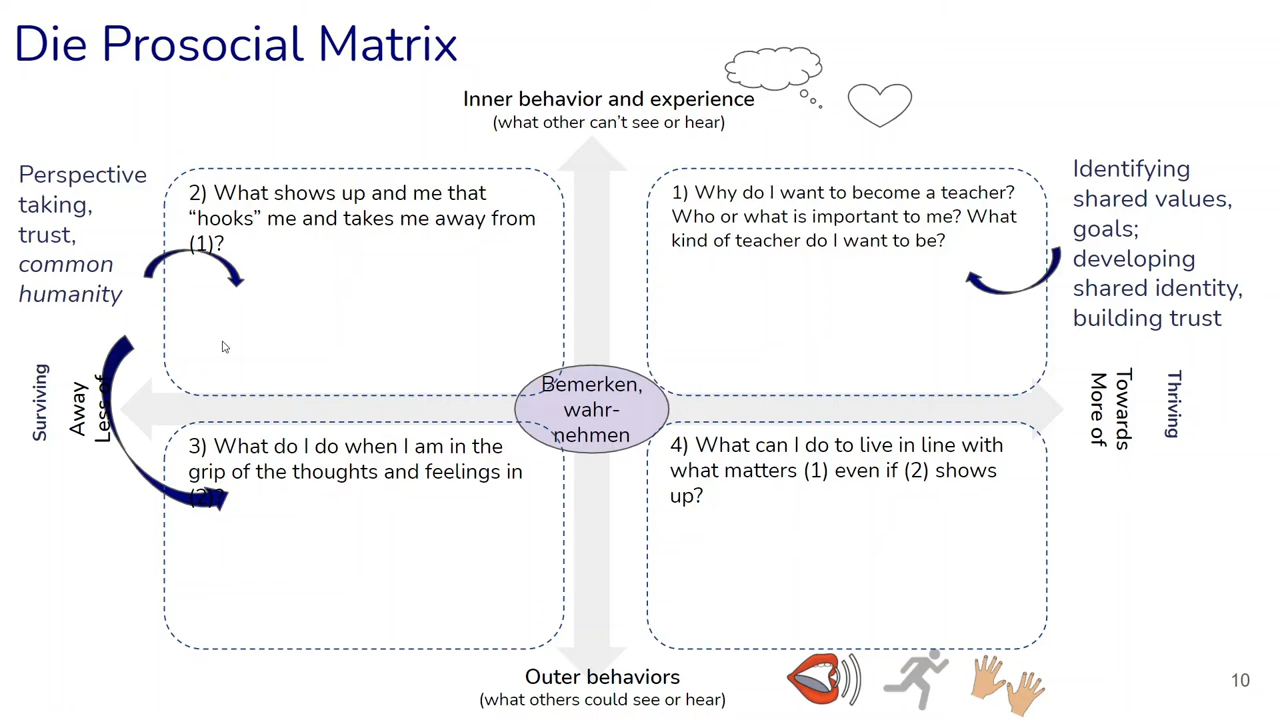 Die Prosocial Matrix
Inner behavior and experience
(what other can't see or hear)
Perspective
taking,
trust,
common
humanity
2) What shows up and me that
“hooks” me and takes me away from
(1)?
1) Why do I want to become a teacher?
Who or what is important to me? What
kind of teacher do I want to be?
Identifying
shared values,
goals;
developing
shared identity,
building trust
Surviving
Away
Less of
Bemerken,
wahr-
nehmen
Towards
More of
Thriving
3) What do I do when I am in the
grip of the thoughts and feelings in
(2)?
4) What can I do to live in line with
what matters (1) even if (2) shows
up?
Outer behaviors
(what others could see or hear)
10